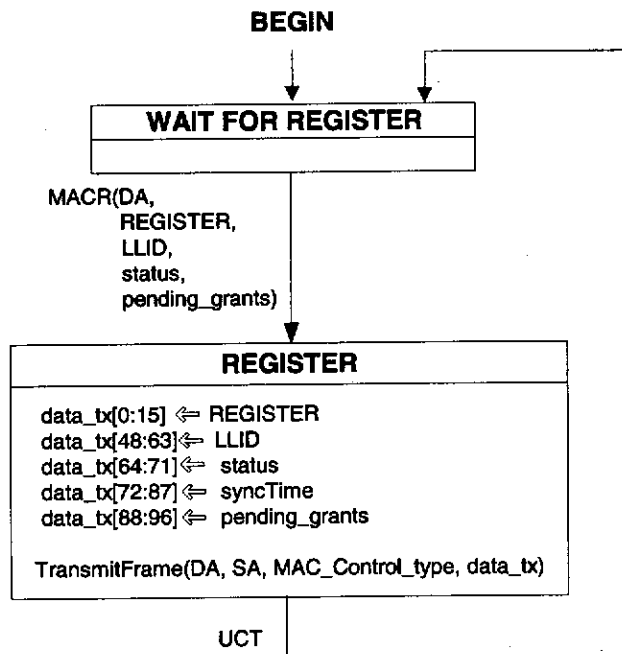 BEGIN
WAIT FOR REGISTER
MACR(DA,
REGISTER,
LLID,
status,
pending_grants)
REGISTER
data_tx[0:15] ⇐ REGISTER
data_tx[48:63] ⇐ LLID
data_tx[64:71] ⇐ status
data_tx[72:87] ⇐ syncTime
data_tx[88:96] ⇐ pending_grants
TransmitFrame(DA, SA, MAC_Control_type, data_tx)
UCT